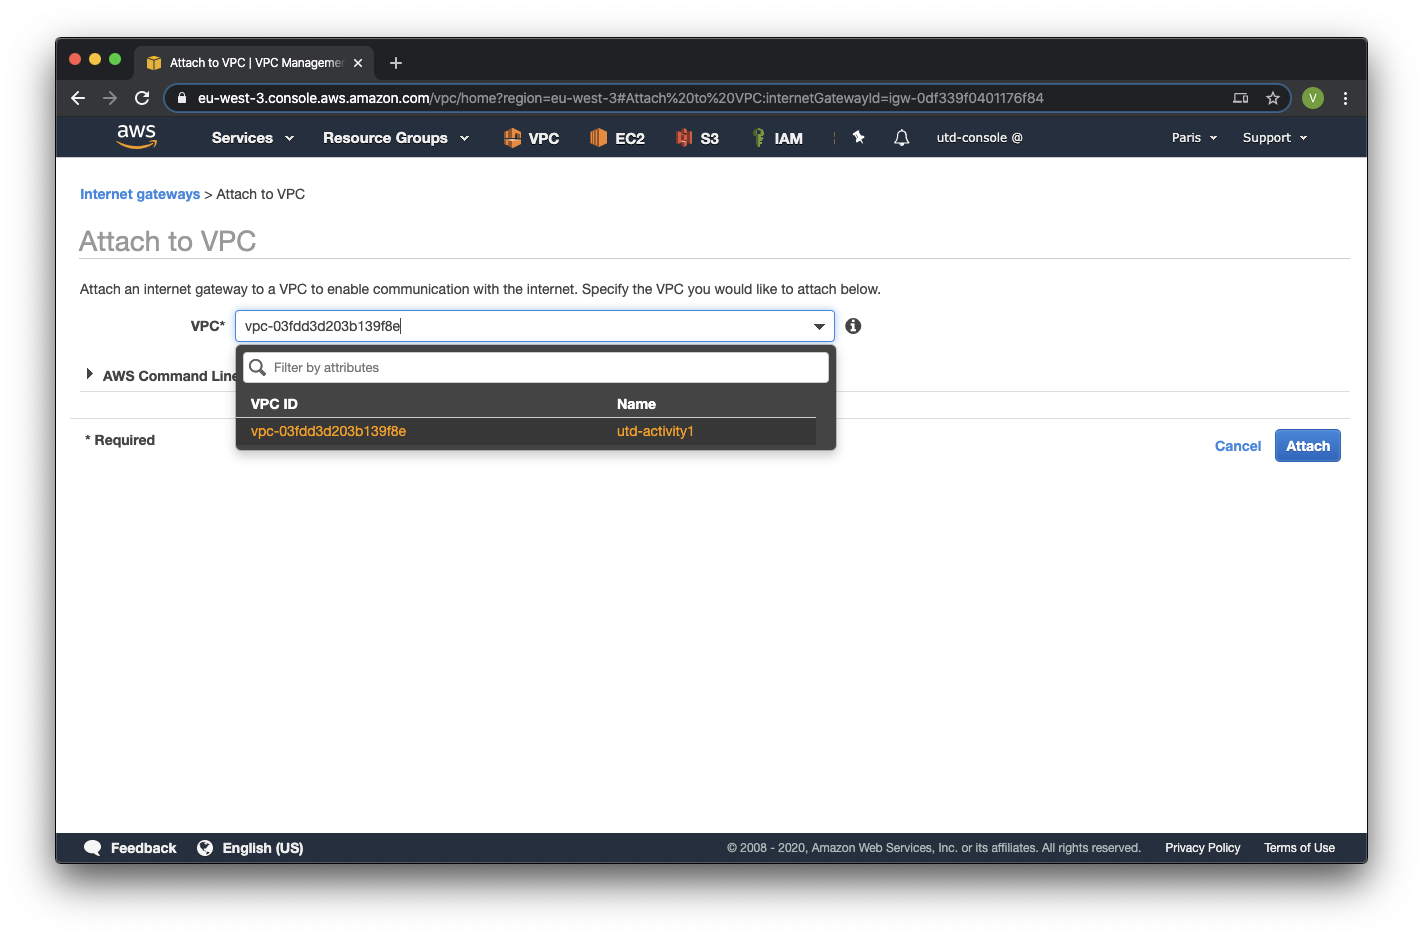 Attach to VPC | VPC Manageme
eu-west-3.console.aws.amazon.com/vpc/home?region=eu-west-3#Attach%20to%20VPC:internetGatewayId=igw-0df339f0401176f84
V
aws Services Resource Groups VPC EC2 S3 IAM utd-console @ Paris Support
Internet gateways > Attach to VPC
Attach to VPC
Attach an internet gateway to a VPC to enable communication with the internet. Specify the VPC you would like to attach below.
VPC* vpc-03fdd3d203b139f8e
Filter by attributes
AWS Command Line
VPC ID Name
vpc-03fdd3d203b139f8e utd-activity1
* Required
Cancel Attach
Feedback English (US) © 2008 - 2020, Amazon Web Services, Inc. or its affiliates. All rights reserved. Privacy Policy Terms of Use